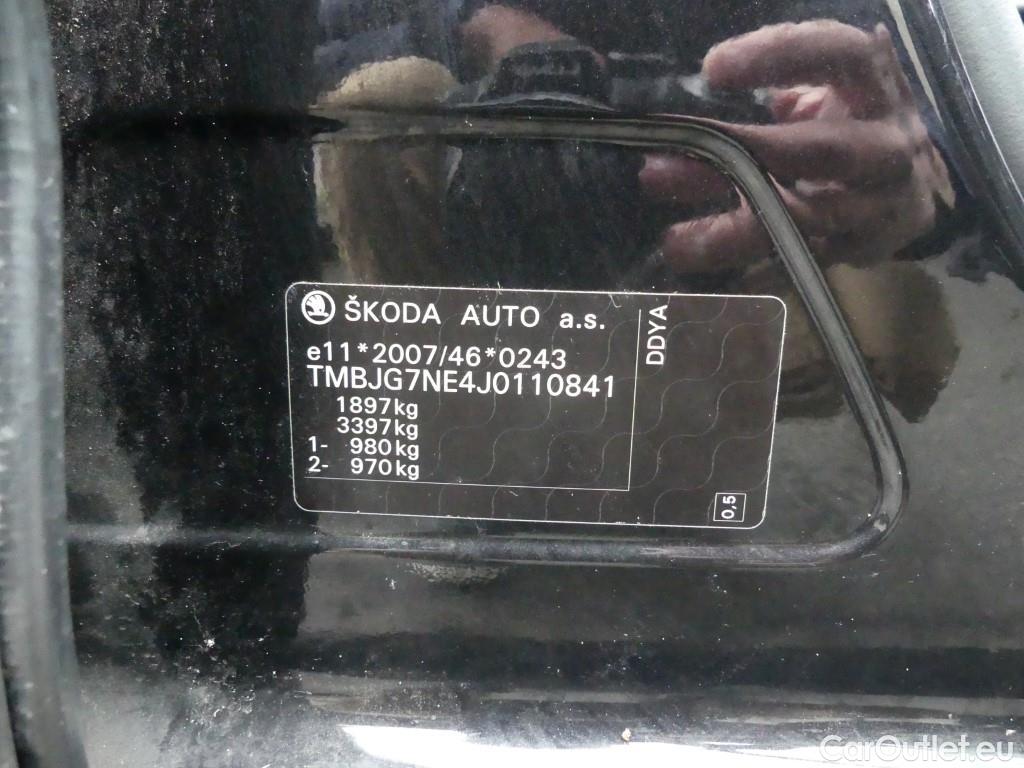 ŠKODA AUTO a.s.
e11*2007/46*0243
TMBJG7NE4J0110841
1897kg
3397kg
1- 980kg
2- 970kg
DDYA
0,5
CarOutlet.eu